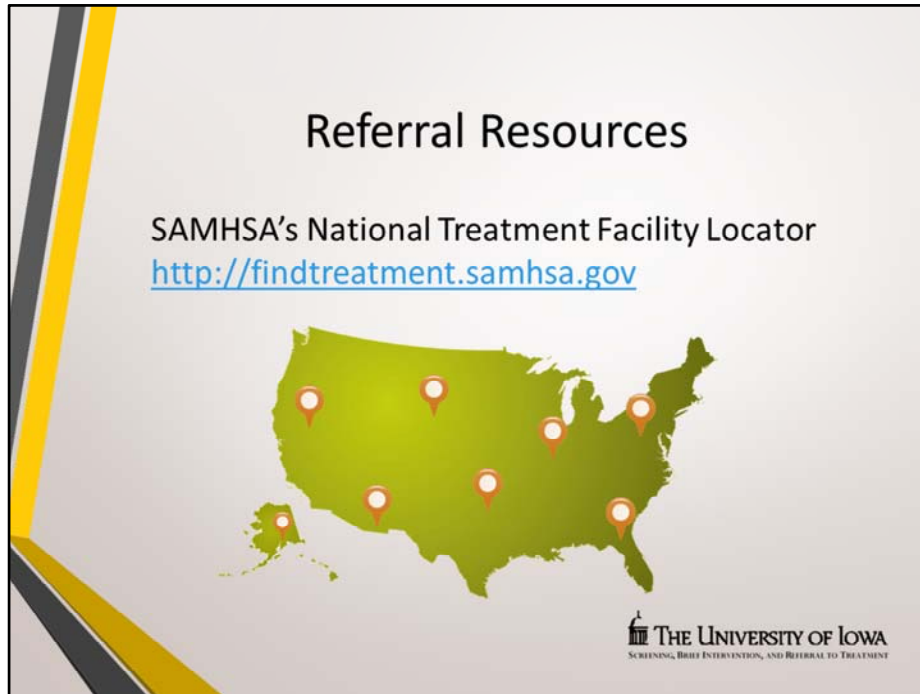 Referral Resources
SAMHSA's National Treatment Facility Locator
http://findtreatment.samhsa.gov
THE UNIVERSITY OF IOWA
SCREENING, BRIEF INTERVENTION, AND REFERRAL TO TREATMENT